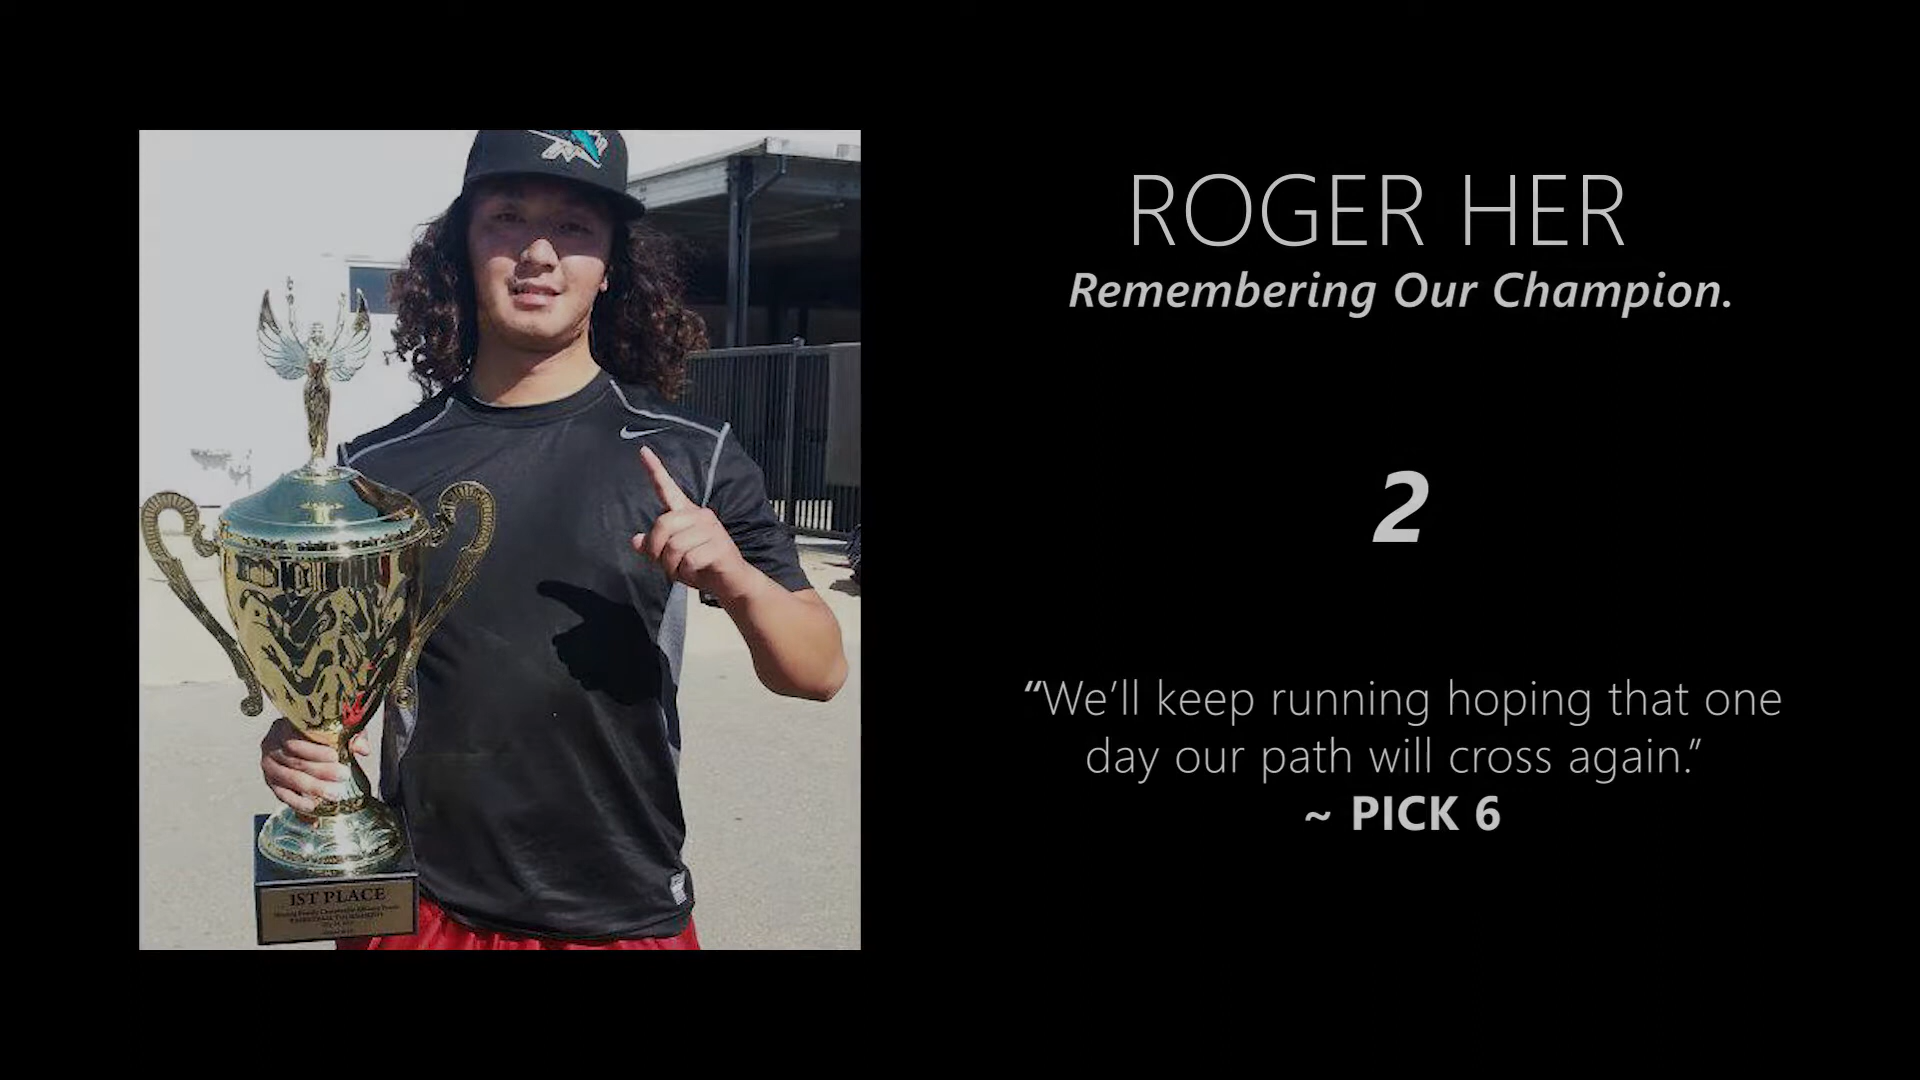 ROGER HER
Remembering Our Champion.
2
“We’ll keep running hoping that one
day our path will cross again.”
~ PICK 6
1ST PLACE